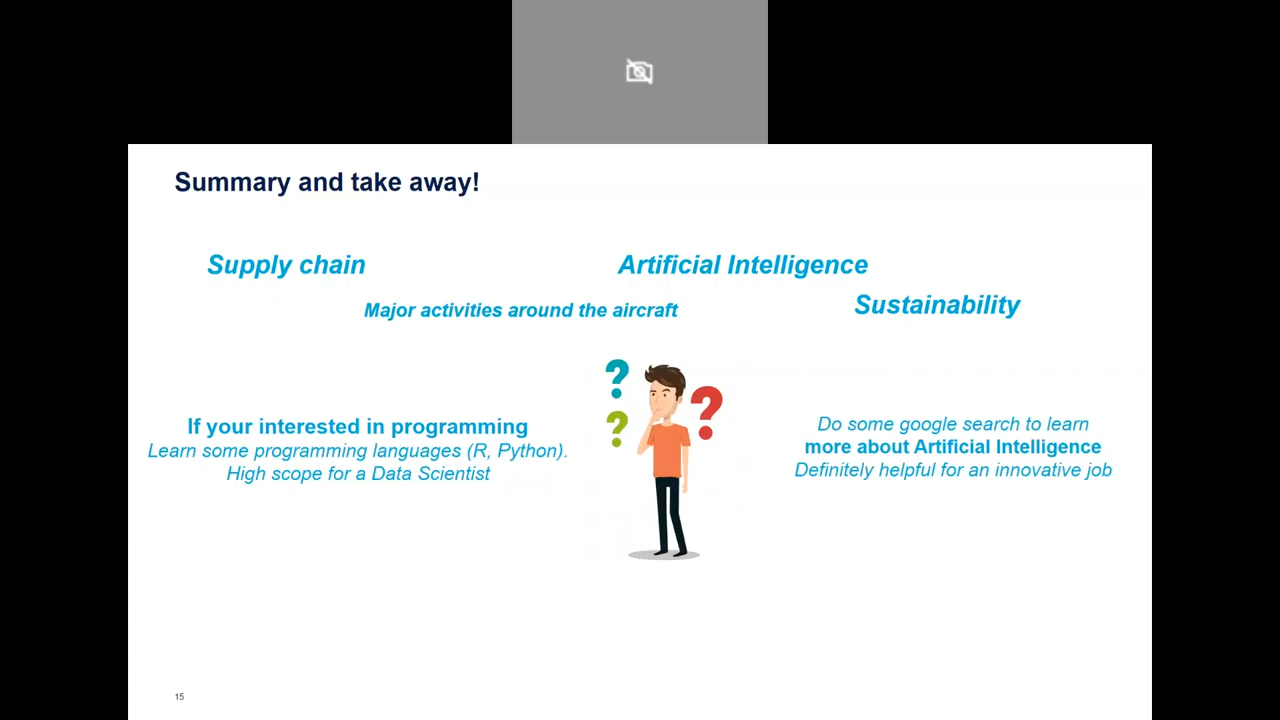 Summary and take away!
Supply chain
Artificial Intelligence
Major activities around the aircraft
Sustainability
If your interested in programming
Learn some programming languages (R, Python).
High scope for a Data Scientist
? ? ?
Do some google search to learn
more about Artificial Intelligence
Definitely helpful for an innovative job
15